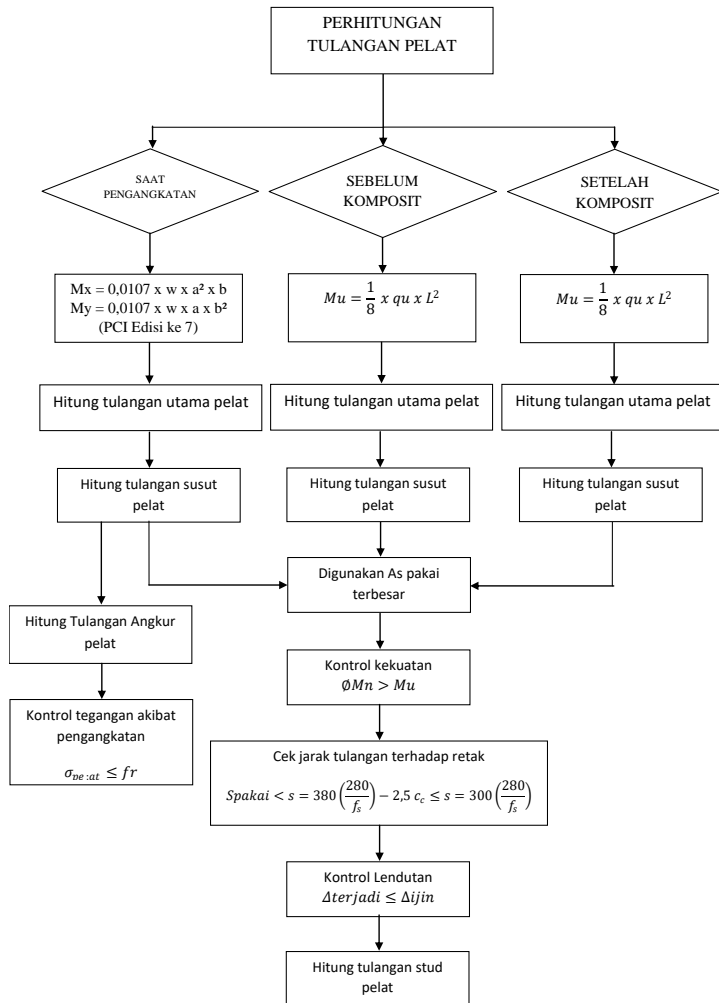 PERHITUNGAN
TULANGAN PELAT
SAAT
PENGANGKATAN
SEBELUM
KOMPOSIT
SETELAH
KOMPOSIT
Mx = 0,0107 x w x a² x b
My = 0,0107 x w x a x b²
(PCI Edisi ke 7)
Mu = 1/8 x qu x L²
Mu = 1/8 x qu x L²
Hitung tulangan utama pelat
Hitung tulangan utama pelat
Hitung tulangan utama pelat
Hitung tulangan susut
pelat
Hitung tulangan susut
pelat
Hitung tulangan susut
pelat
Digunakan As pakai
terbesar
Hitung Tulangan Angkur
pelat
Kontrol kekuatan
∅Mn > Mu
Kontrol tegangan akibat
pengangkatan
σ ≤ fr
Cek jarak tulangan terhadap retak
Spakai < s = 380 (280/fₛ) − 2,5 c_c ≤ s = 300 (280/fₛ)
Kontrol Lendutan
Δterjadi ≤ Δijin
Hitung tulangan stud
pelat